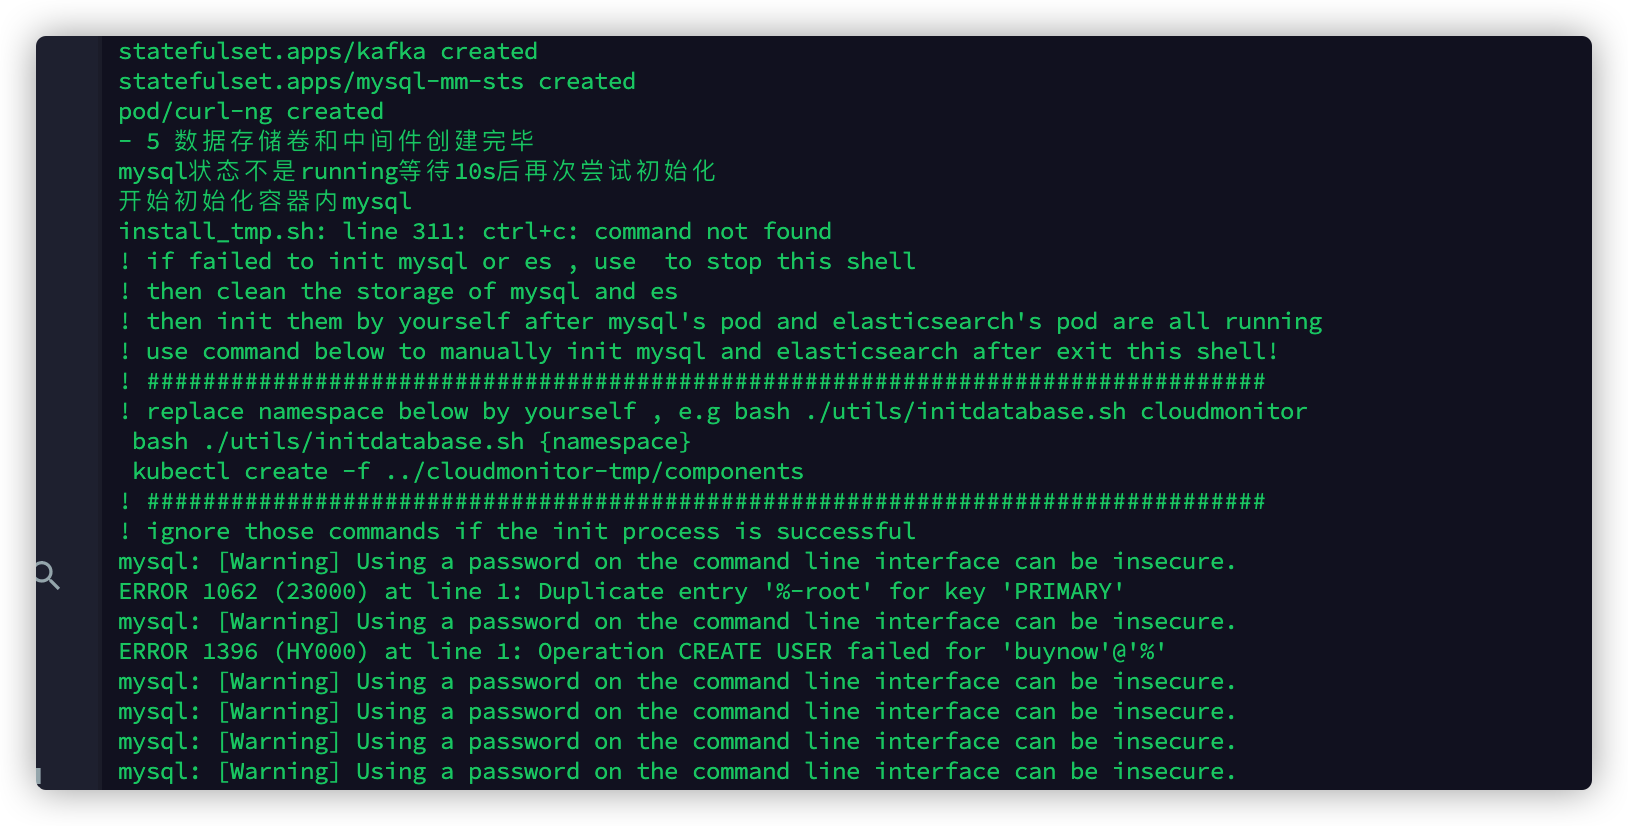 statefulset.apps/kafka created
statefulset.apps/mysql-mm-sts created
pod/curl-ng created
- 5 数据存储卷和中间件创建完毕
mysql状态不是running等待10s后再次尝试初始化
开始初始化容器内mysql
install_tmp.sh: line 311: ctrl+c: command not found
! if failed to init mysql or es , use  to stop this shell
! then clean the storage of mysql and es
! then init them by yourself after mysql's pod and elasticsearch's pod are all running
! use command below to manually init mysql and elasticsearch after exit this shell!
! ################################################################################
! replace namespace below by yourself , e.g bash ./utils/initdatabase.sh cloudmonitor
 bash ./utils/initdatabase.sh {namespace}
 kubectl create -f ../cloudmonitor-tmp/components
! ################################################################################
! ignore those commands if the init process is successful
mysql: [Warning] Using a password on the command line interface can be insecure.
ERROR 1062 (23000) at line 1: Duplicate entry '%-root' for key 'PRIMARY'
mysql: [Warning] Using a password on the command line interface can be insecure.
ERROR 1396 (HY000) at line 1: Operation CREATE USER failed for 'buynow'@'%'
mysql: [Warning] Using a password on the command line interface can be insecure.
mysql: [Warning] Using a password on the command line interface can be insecure.
mysql: [Warning] Using a password on the command line interface can be insecure.
mysql: [Warning] Using a password on the command line interface can be insecure.